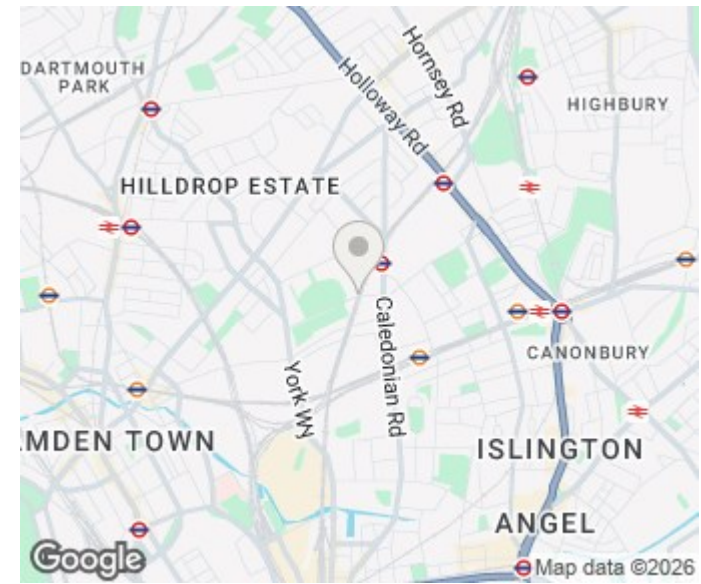 DARTMOUTH
PARK
Hornsey Rd
Holloway Rd
HIGHBURY
HILLDROP ESTATE
Caledonian Rd
York Wy
CANONBURY
MDEN TOWN
ISLINGTON
ANGEL
Google
Map data ©2026